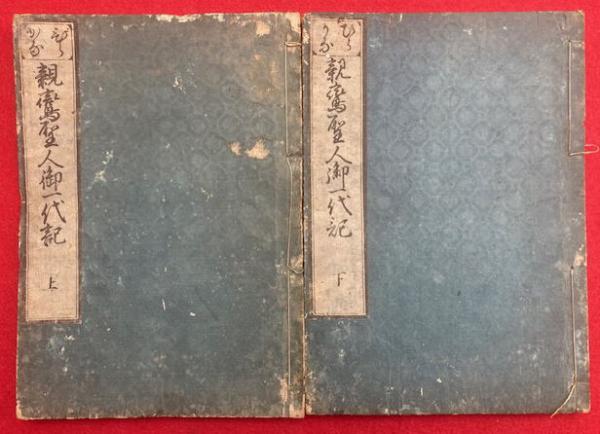 ひら
かな
親鸞聖人御一代記
上
ひら
かな
親鸞聖人御一代記
下